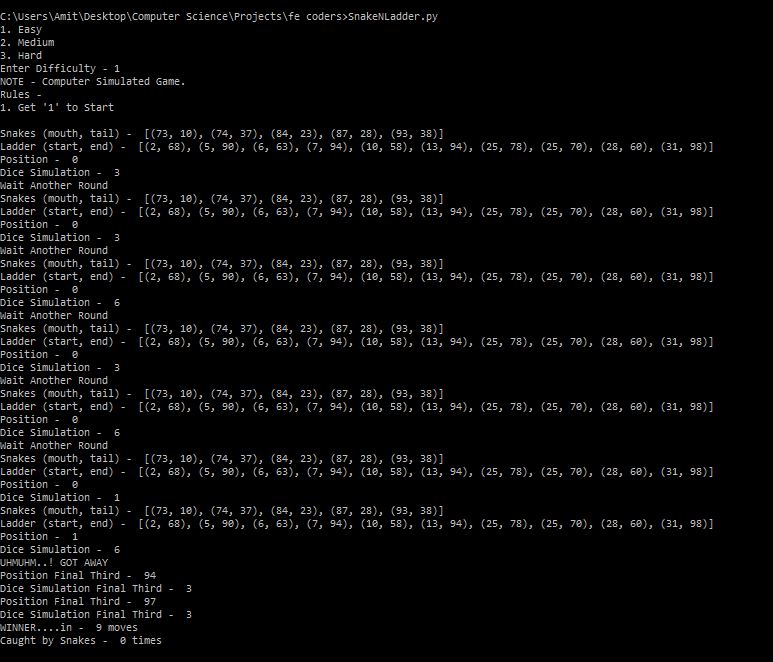 C:\Users\Amit\Desktop\Computer Science\Projects\fe coders>SnakeNLadder.py
1. Easy
2. Medium
3. Hard
Enter Difficulty - 1
NOTE - Computer Simulated Game.
Rules -
1. Get '1' to Start
Snakes (mouth, tail) -  [(73, 10), (74, 37), (84, 23), (87, 28), (93, 38)]
Ladder (start, end) -  [(2, 68), (5, 90), (6, 63), (7, 94), (10, 58), (13, 94), (25, 78), (25, 70), (28, 60), (31, 98)]
Position -  0
Dice Simulation -  3
Wait Another Round
Snakes (mouth, tail) -  [(73, 10), (74, 37), (84, 23), (87, 28), (93, 38)]
Ladder (start, end) -  [(2, 68), (5, 90), (6, 63), (7, 94), (10, 58), (13, 94), (25, 78), (25, 70), (28, 60), (31, 98)]
Position -  0
Dice Simulation -  3
Wait Another Round
Snakes (mouth, tail) -  [(73, 10), (74, 37), (84, 23), (87, 28), (93, 38)]
Ladder (start, end) -  [(2, 68), (5, 90), (6, 63), (7, 94), (10, 58), (13, 94), (25, 78), (25, 70), (28, 60), (31, 98)]
Position -  0
Dice Simulation -  6
Wait Another Round
Snakes (mouth, tail) -  [(73, 10), (74, 37), (84, 23), (87, 28), (93, 38)]
Ladder (start, end) -  [(2, 68), (5, 90), (6, 63), (7, 94), (10, 58), (13, 94), (25, 78), (25, 70), (28, 60), (31, 98)]
Position -  0
Dice Simulation -  3
Wait Another Round
Snakes (mouth, tail) -  [(73, 10), (74, 37), (84, 23), (87, 28), (93, 38)]
Ladder (start, end) -  [(2, 68), (5, 90), (6, 63), (7, 94), (10, 58), (13, 94), (25, 78), (25, 70), (28, 60), (31, 98)]
Position -  0
Dice Simulation -  6
Wait Another Round
Snakes (mouth, tail) -  [(73, 10), (74, 37), (84, 23), (87, 28), (93, 38)]
Ladder (start, end) -  [(2, 68), (5, 90), (6, 63), (7, 94), (10, 58), (13, 94), (25, 78), (25, 70), (28, 60), (31, 98)]
Position -  0
Dice Simulation -  1
Snakes (mouth, tail) -  [(73, 10), (74, 37), (84, 23), (87, 28), (93, 38)]
Ladder (start, end) -  [(2, 68), (5, 90), (6, 63), (7, 94), (10, 58), (13, 94), (25, 78), (25, 70), (28, 60), (31, 98)]
Position -  1
Dice Simulation -  6
UHMUHM..! GOT AWAY
Position Final Third -  94
Dice Simulation Final Third -  3
Position Final Third -  97
Dice Simulation Final Third -  3
WINNER....in -  9 moves
Caught by Snakes -  0 times